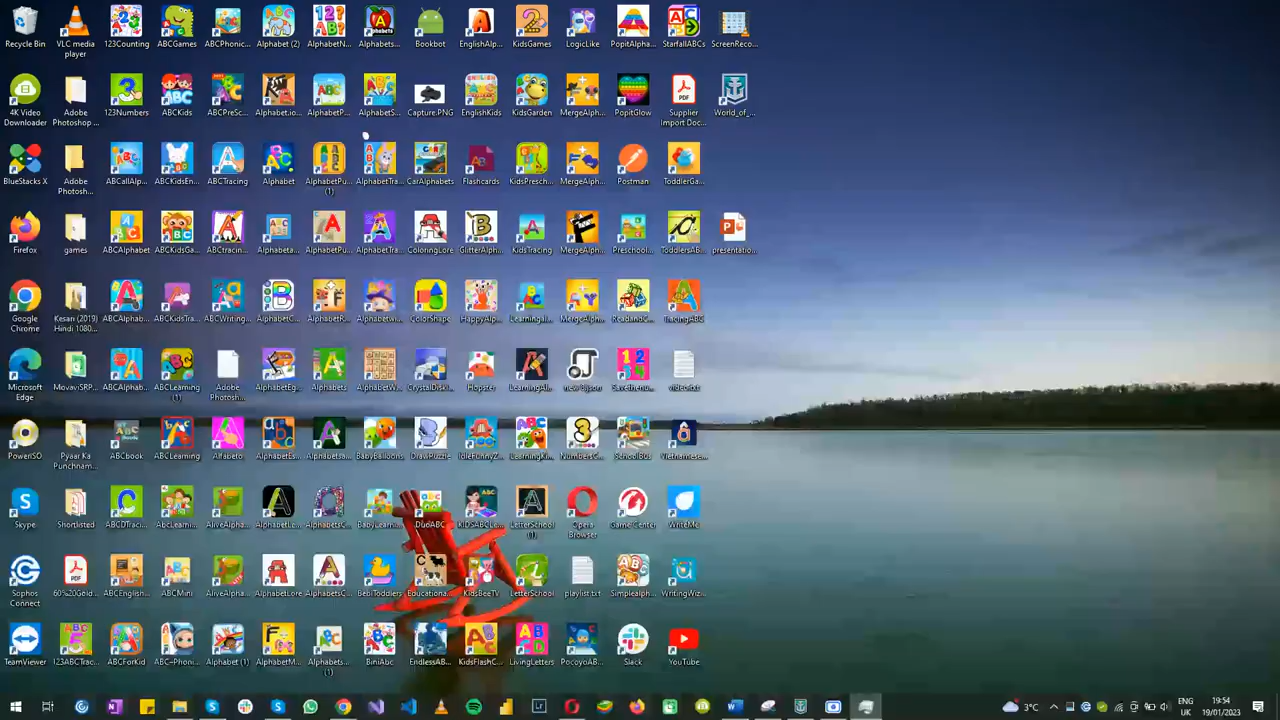 Recycle Bin
VLC media
player
123Counting
ABCGames
ABCPhonic...
Alphabet (2)
AlphabetN...
Alphabets...
Bookbot
EnglishAlp...
KidsGames
LogicLike
PopitAlpha...
StarfallABCs
ScreenReco...
4K Video
Downloader
Adobe
Photoshop ...
123Numbers
ABCKids
ABCPreSc...
Alphabet.io...
AlphabetP...
AlphabetS...
Capture.PNG
EnglishKids
KidsGarden
MergeAlph...
PopitGlow
Supplier
Import Doc...
World_of_...
BlueStacks X
Adobe
Photosh...
ABCallAlp...
ABCKidsEn...
ABCTracing
Alphabet
AlphabetPu...
(1)
AlphabetTra...
CarAlphabets
Flashcards
KidsPresch...
MergeAlph...
Postman
ToddlerGa...
Firefox
games
ABCAlphabet
ABCKidsGa...
ABCtracin...
Alphabeta...
AlphabetPu...
AlphabetTra...
ColoringLore
GlitterAlph...
KidsTracing
MergeAlph...
Preschool...
ToddlersAb...
presentatio...
Google
Chrome
Kesari (2019)
Hindi 1080...
ABCAlphab...
ABCKidsTra...
ABCWriting...
AlphabetC...
AlphabetR...
Alphabetwi...
ColorShape
HappyAlp...
Learningal...
MergeAlph...
ReadandC...
TracingABC
Microsoft
Edge
MovaviSRP...
ABCAlphab...
ABCLearning
(1)
Adobe
Photosh...
AlphabetEgi...
Alphabets
AlphabetW...
CrystalDiskI...
Hopster
LearningAl...
new 8.json
Savethenu...
video.txt
PowerISO
Pyaar Ka
Punchnam...
ABCbook
ABCLearning
Alfabeto
AlphabetEa...
Alphabetsa...
BabyBalloons
DrawPuzzle
IdleFunnyZ...
LearningKi...
NumbersC...
SchoolBus
Vietnamese...
Skype
Shortlisted
ABCDTraci...
AbcLearni...
AliveAlpha...
AlphabetLe...
AlphabetsC...
BabyLearni...
DuoABC
KIDSABCLe...
LetterSchool
(1)
Opera
Browser
Game Center
WriteMe
Sophos
Connect
60%20Gold...
ABCEnglish...
ABCMini
AliveAlpha...
AlphabetLore
AlphabetsC...
BebiToddlers
Educationa...
KidsBeeTV
LetterSchool
playlist.txt
Simplealph...
WritingWiz...
TeamViewer
123ABCTrac...
ABCForKid
ABC-Phoni...
Alphabet (1)
AlphabetM...
Alphabets...
(1)
BiniAbc
EndlessAB...
KidsFlashC...
LivingLetters
PocoyoAB...
Slack
YouTube
3°C
ENG
UK
19:54
19/01/2023